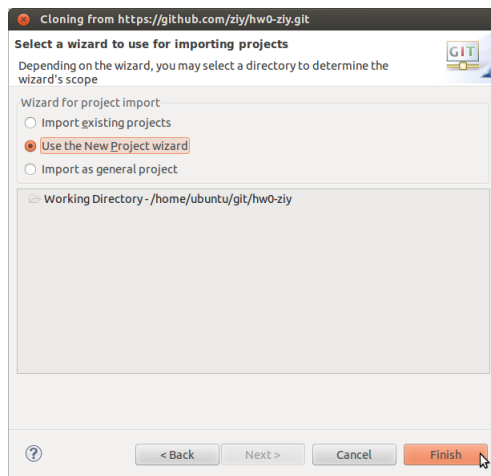 Cloning from https://github.com/ziy/hw0-ziy.git
Select a wizard to use for importing projects
GIT
Depending on the wizard, you may select a directory to determine the
wizard's scope
Wizard for project import
Import existing projects
Use the New Project wizard
Import as general project
Working Directory - /home/ubuntu/git/hw0-ziy
?
< Back
Next >
Cancel
Finish